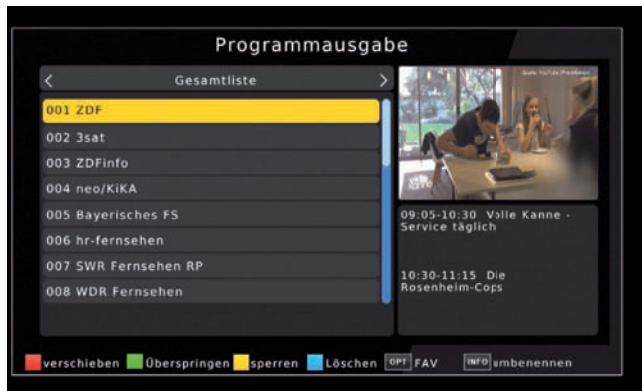 Programmausgabe
Gesamtliste
001 ZDF
002 3sat
003 ZDFinfo
004 neo/KiKA
005 Bayerisches FS
006 hr-fernsehen
007 SWR Fernsehen RP
008 WDR Fernsehen
09:05-10:30 Volle Kanne -
Service täglich
10:30-11:15 Die
Rosenheim-Cops
verschieben Überspringen sperren Löschen OPT FAV INFO umbenennen